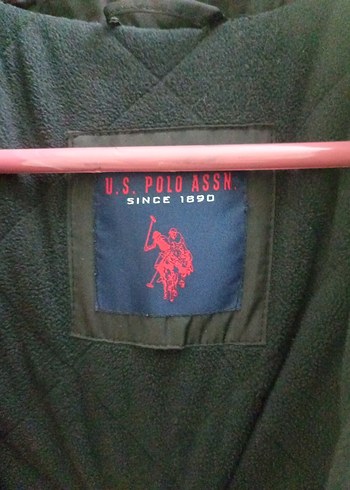 U.S. POLO ASSN.
SINCE 1890